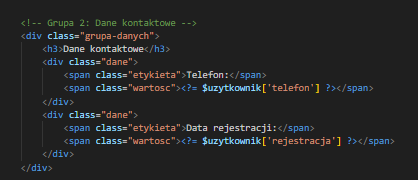 <!-- Grupa 2: Dane kontaktowe -->
<div class="grupa-danych">
    <h3>Dane kontaktowe</h3>
    <div class="dane">
        <span class="etykieta">Telefon:</span>
        <span class="wartosc"><?= $uzytkownik['telefon'] ?></span>
    </div>
    <div class="dane">
        <span class="etykieta">Data rejestracji:</span>
        <span class="wartosc"><?= $uzytkownik['rejestracja'] ?></span>
    </div>
</div>